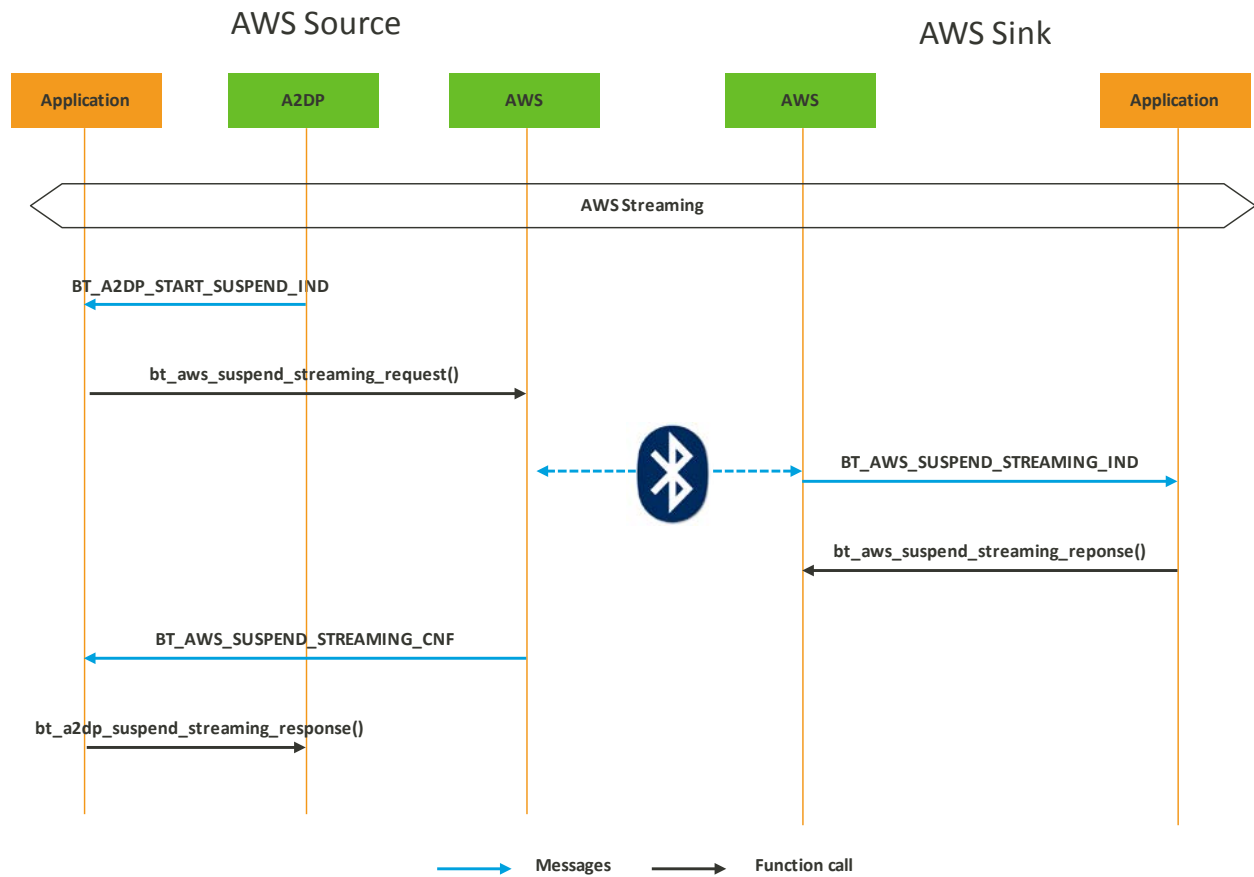 AWS Source
AWS Sink
Application
A2DP
AWS
AWS
Application
AWS Streaming
BT_A2DP_START_SUSPEND_IND
bt_aws_suspend_streaming_request()
BT_AWS_SUSPEND_STREAMING_IND
bt_aws_suspend_streaming_reponse()
BT_AWS_SUSPEND_STREAMING_CNF
bt_a2dp_suspend_streaming_response()
Messages
Function call